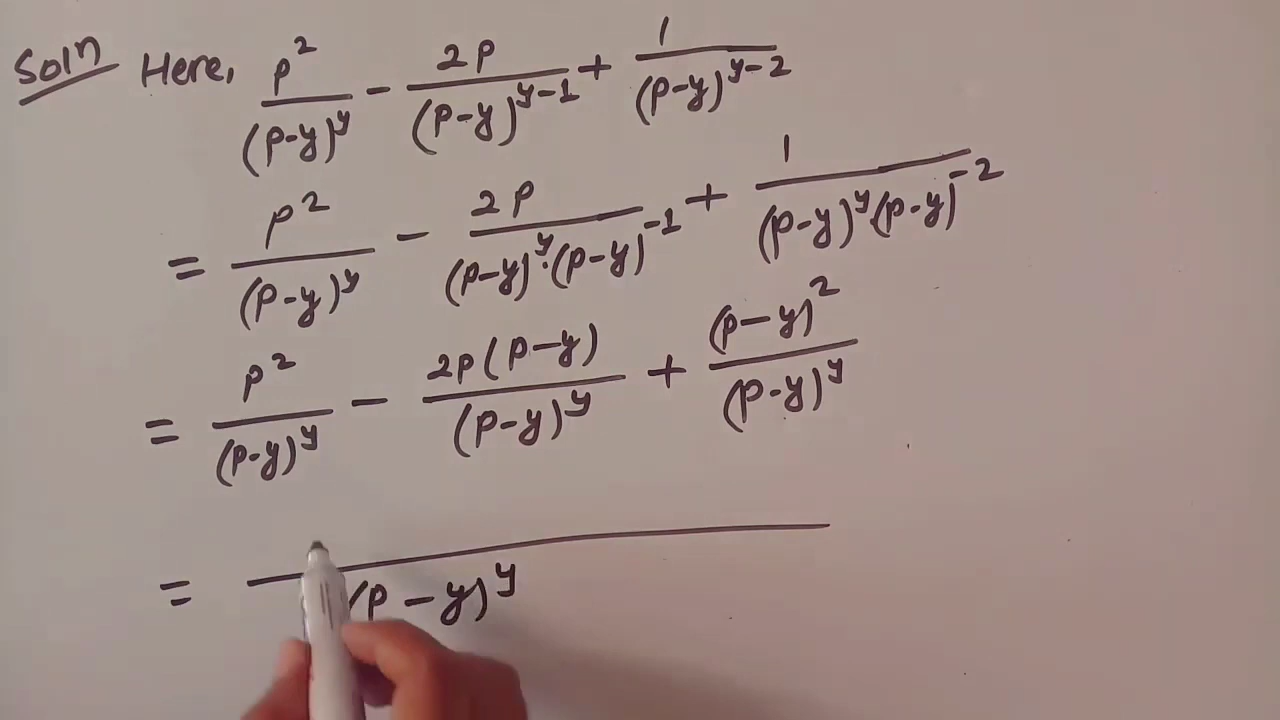 Soln Here, p²/(p-y)^y - 2p/(p-y)^(y-1) + 1/(p-y)^(y-2)
= p²/(p-y)^y - 2p/(p-y)^y·(p-y)^-1 + 1/(p-y)^y·(p-y)^-2
= p²/(p-y)^y - 2p(p-y)/(p-y)^y + (p-y)²/(p-y)^y
= /(p-y)^y